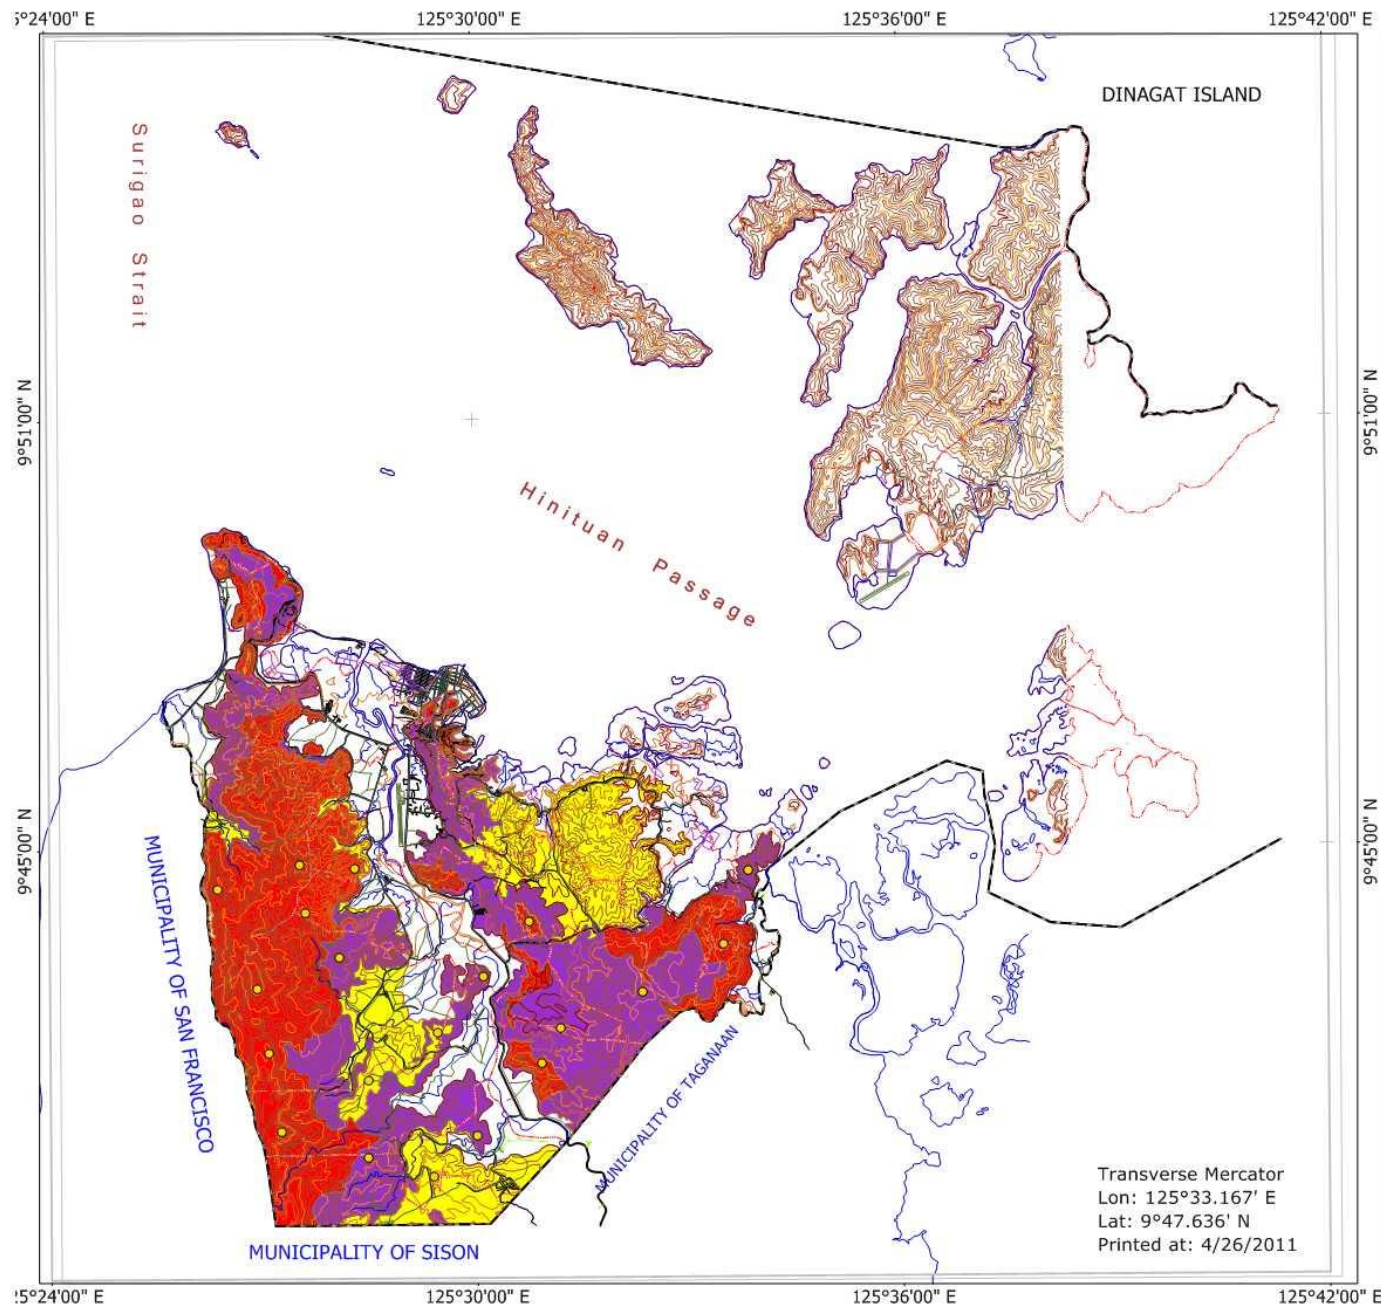 5°24'00" E 125°30'00" E 125°36'00" E 125°42'00" E
DINAGAT ISLAND
Surigao Strait
9°51'00" N
9°51'00" N
Hinituan Passage
9°45'00" N
9°45'00" N
MUNICIPALITY OF SAN FRANCISCO
MUNICIPALITY OF TAGANAAN
MUNICIPALITY OF SISON
Transverse Mercator
Lon: 125°33.167' E
Lat: 9°47.636' N
Printed at: 4/26/2011
5°24'00" E 125°30'00" E 125°36'00" E 125°42'00" E